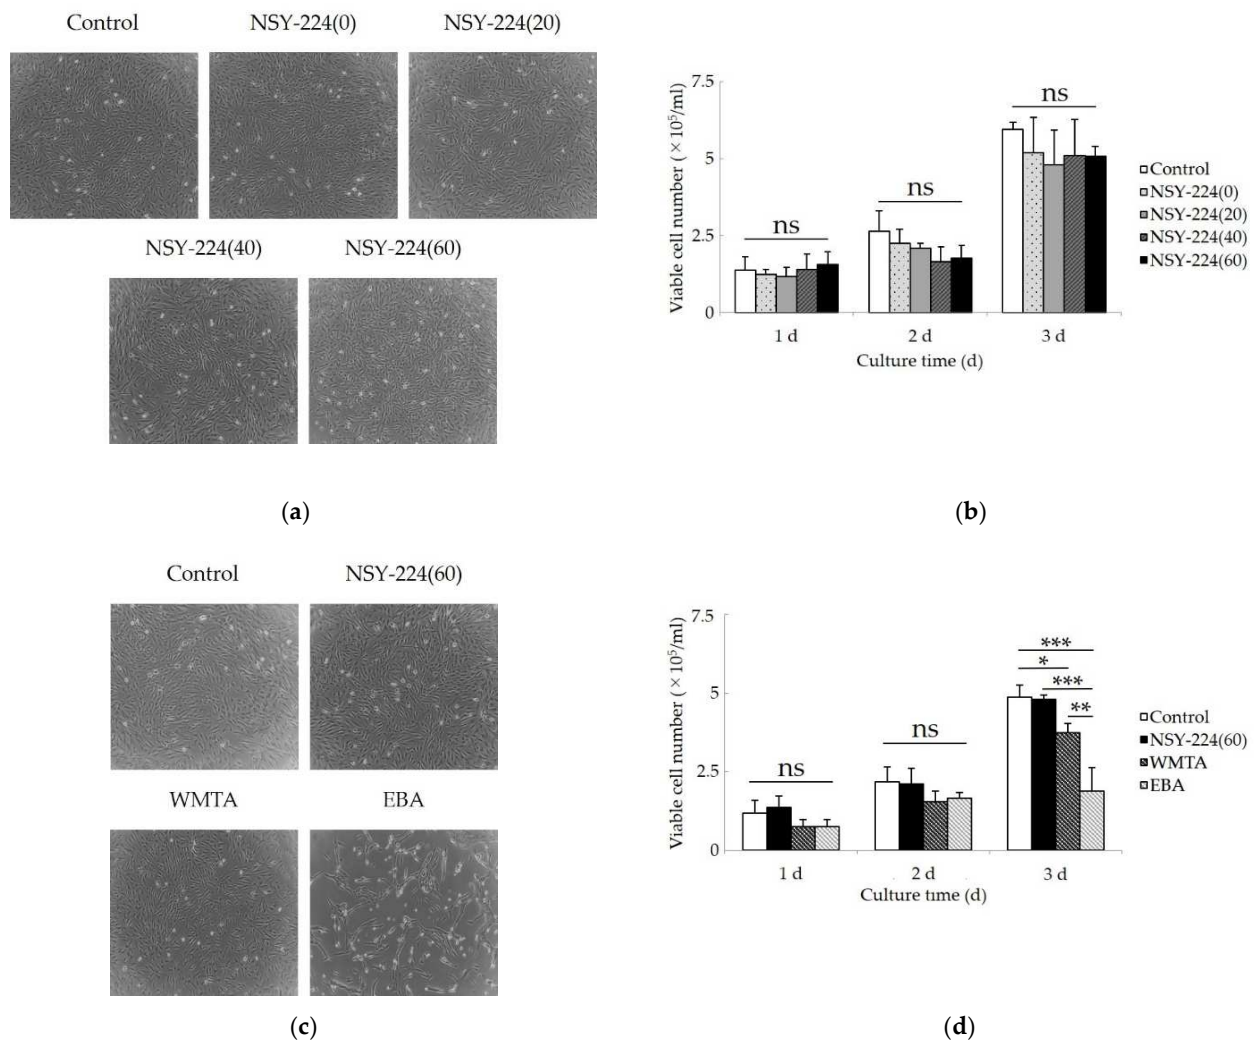 Control NSY-224(0) NSY-224(20)
NSY-224(40) NSY-224(60)
(a)
Viable cell number (×10⁵/ml)
7.5
5
2.5
0
ns
ns
ns
1 d 2 d 3 d
Culture time (d)
Control
NSY-224(0)
NSY-224(20)
NSY-224(40)
NSY-224(60)
(b)
Control NSY-224(60)
WMTA EBA
(c)
Viable cell number (×10⁵/ml)
7.5
5
2.5
0
ns
ns
***
*
***
**
1 d 2 d 3 d
Culture time (d)
Control
NSY-224(60)
WMTA
EBA
(d)